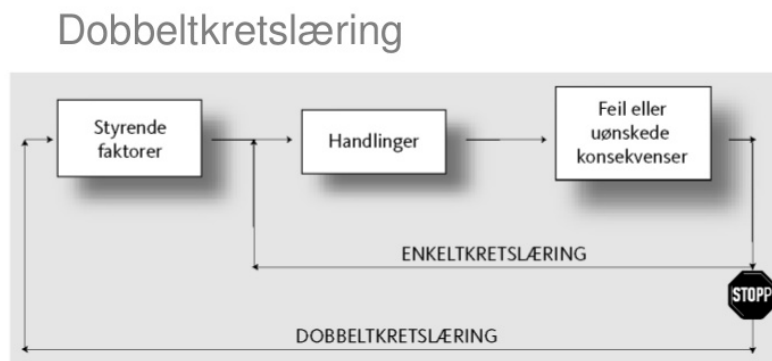 Dobbeltkretslæring
Styrende
faktorer
Handlinger
Feil eller
uønskede
konsekvenser
ENKELTKRETSLÆRING
STOPP
DOBBELTKRETSLÆRING